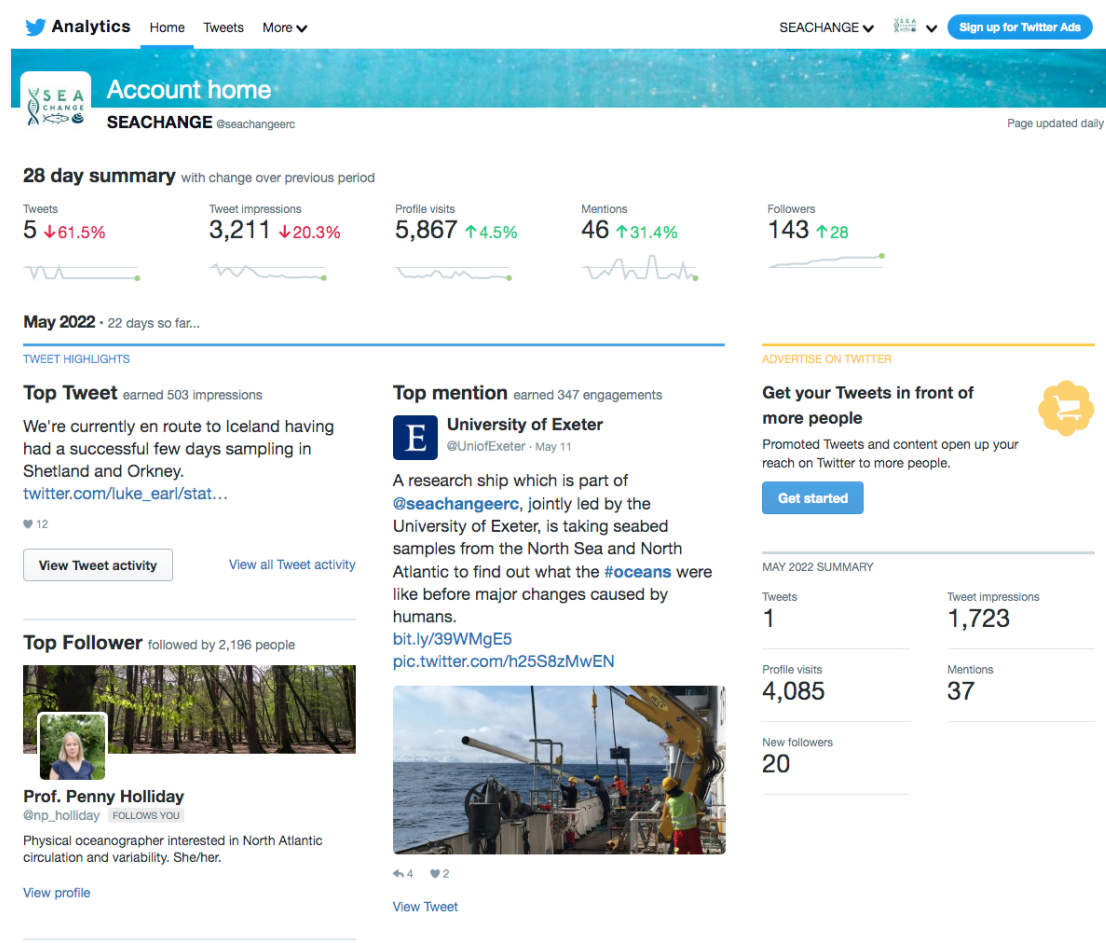 Analytics Home Tweets More
SEACHANGE
SEA
Sign up for Twitter Ads
SEA
CHANGE
Account home
SEACHANGE @seachangeerc
Page updated daily
28 day summary with change over previous period
Tweets
5 ↓61.5%
Tweet impressions
3,211 ↓20.3%
Profile visits
5,867 ↑4.5%
Mentions
46 ↑31.4%
Followers
143 ↑28
May 2022 · 22 days so far...
TWEET HIGHLIGHTS
Top Tweet earned 503 impressions
We're currently en route to Iceland having
had a successful few days sampling in
Shetland and Orkney.
twitter.com/luke_earl/stat…
12
View Tweet activity
View all Tweet activity
Top Follower followed by 2,196 people
Prof. Penny Holliday
@np_holliday FOLLOWS YOU
Physical oceanographer interested in North Atlantic
circulation and variability. She/her.
View profile
Top mention earned 347 engagements
E
University of Exeter
@UniofExeter · May 11
A research ship which is part of
@seachangeerc, jointly led by the
University of Exeter, is taking seabed
samples from the North Sea and North
Atlantic to find out what the #oceans were
like before major changes caused by
humans.
bit.ly/39WMgE5
pic.twitter.com/h25S8zMwEN
4 2
View Tweet
ADVERTISE ON TWITTER
Get your Tweets in front of
more people
Promoted Tweets and content open up your
reach on Twitter to more people.
Get started
MAY 2022 SUMMARY
Tweets
1
Tweet impressions
1,723
Profile visits
4,085
Mentions
37
New followers
20